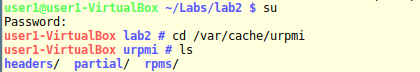 user1@user1-VirtualBox ~/Labs/lab2 $ su
Password:
user1-VirtualBox lab2 # cd /var/cache/urpmi
user1-VirtualBox urpmi # ls
headers/  partial/  rpms/